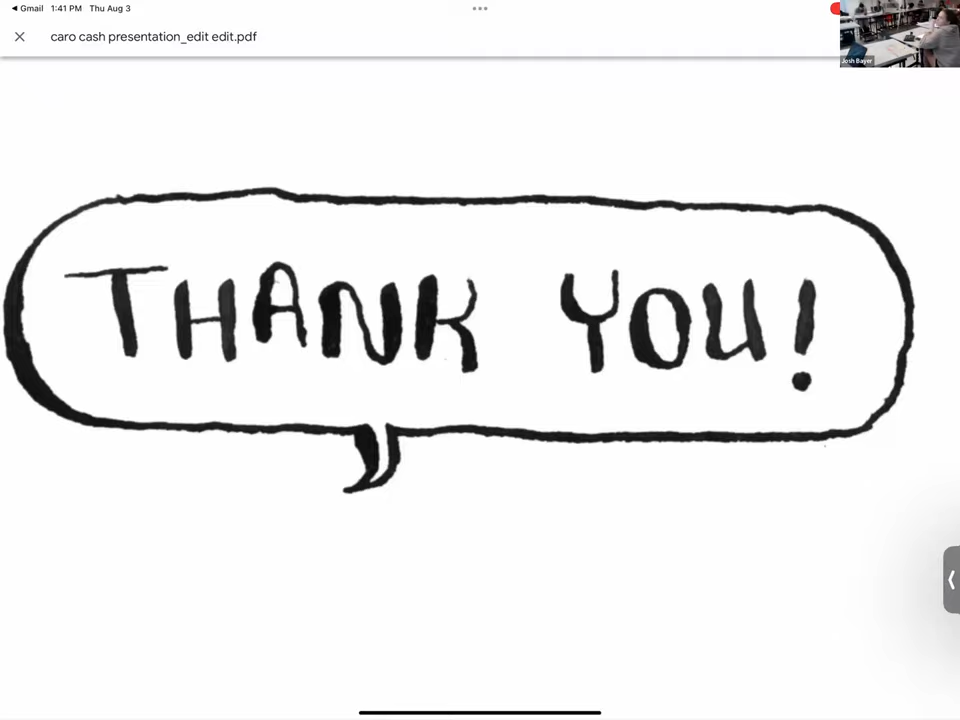 ◀ Gmail 1:41 PM Thu Aug 3
caro cash presentation_edit edit.pdf
Josh Bayer
THANK YOU!